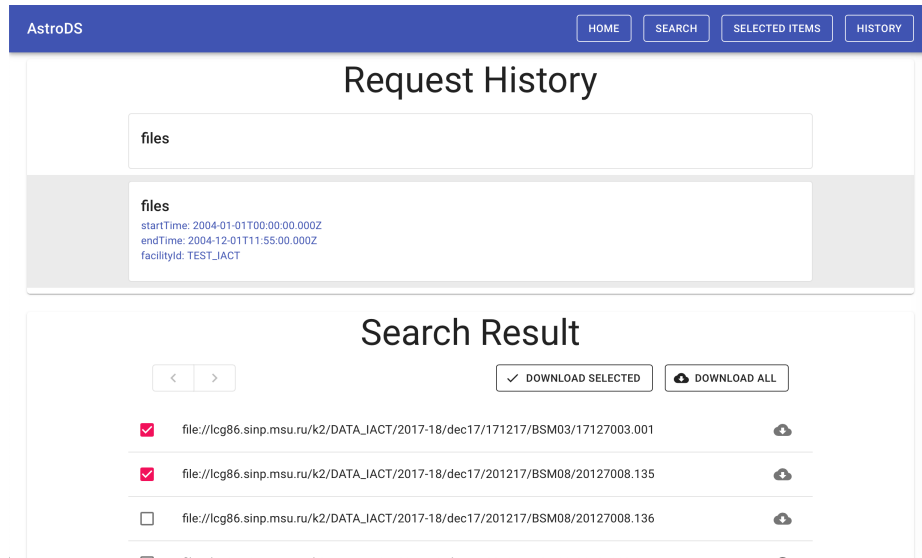 AstroDS
HOME
SEARCH
SELECTED ITEMS
HISTORY
Request History
files
files
startTime: 2004-01-01T00:00:00.000Z
endTime: 2004-12-01T11:55:00.000Z
facilityId: TEST_IACT
Search Result
DOWNLOAD SELECTED
DOWNLOAD ALL
file://lcg86.sinp.msu.ru/k2/DATA_IACT/2017-18/dec17/171217/BSM03/17127003.001
file://lcg86.sinp.msu.ru/k2/DATA_IACT/2017-18/dec17/201217/BSM08/20127008.135
file://lcg86.sinp.msu.ru/k2/DATA_IACT/2017-18/dec17/201217/BSM08/20127008.136